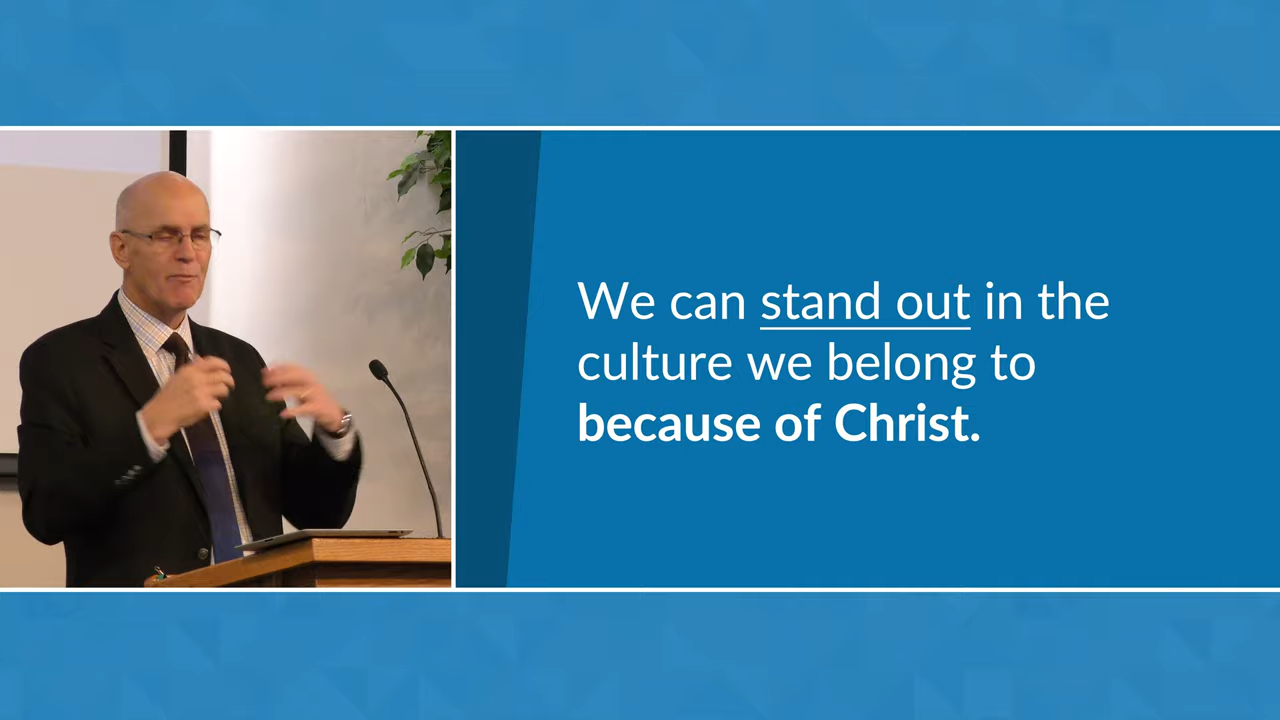 We can stand out in the
culture we belong to
because of Christ.